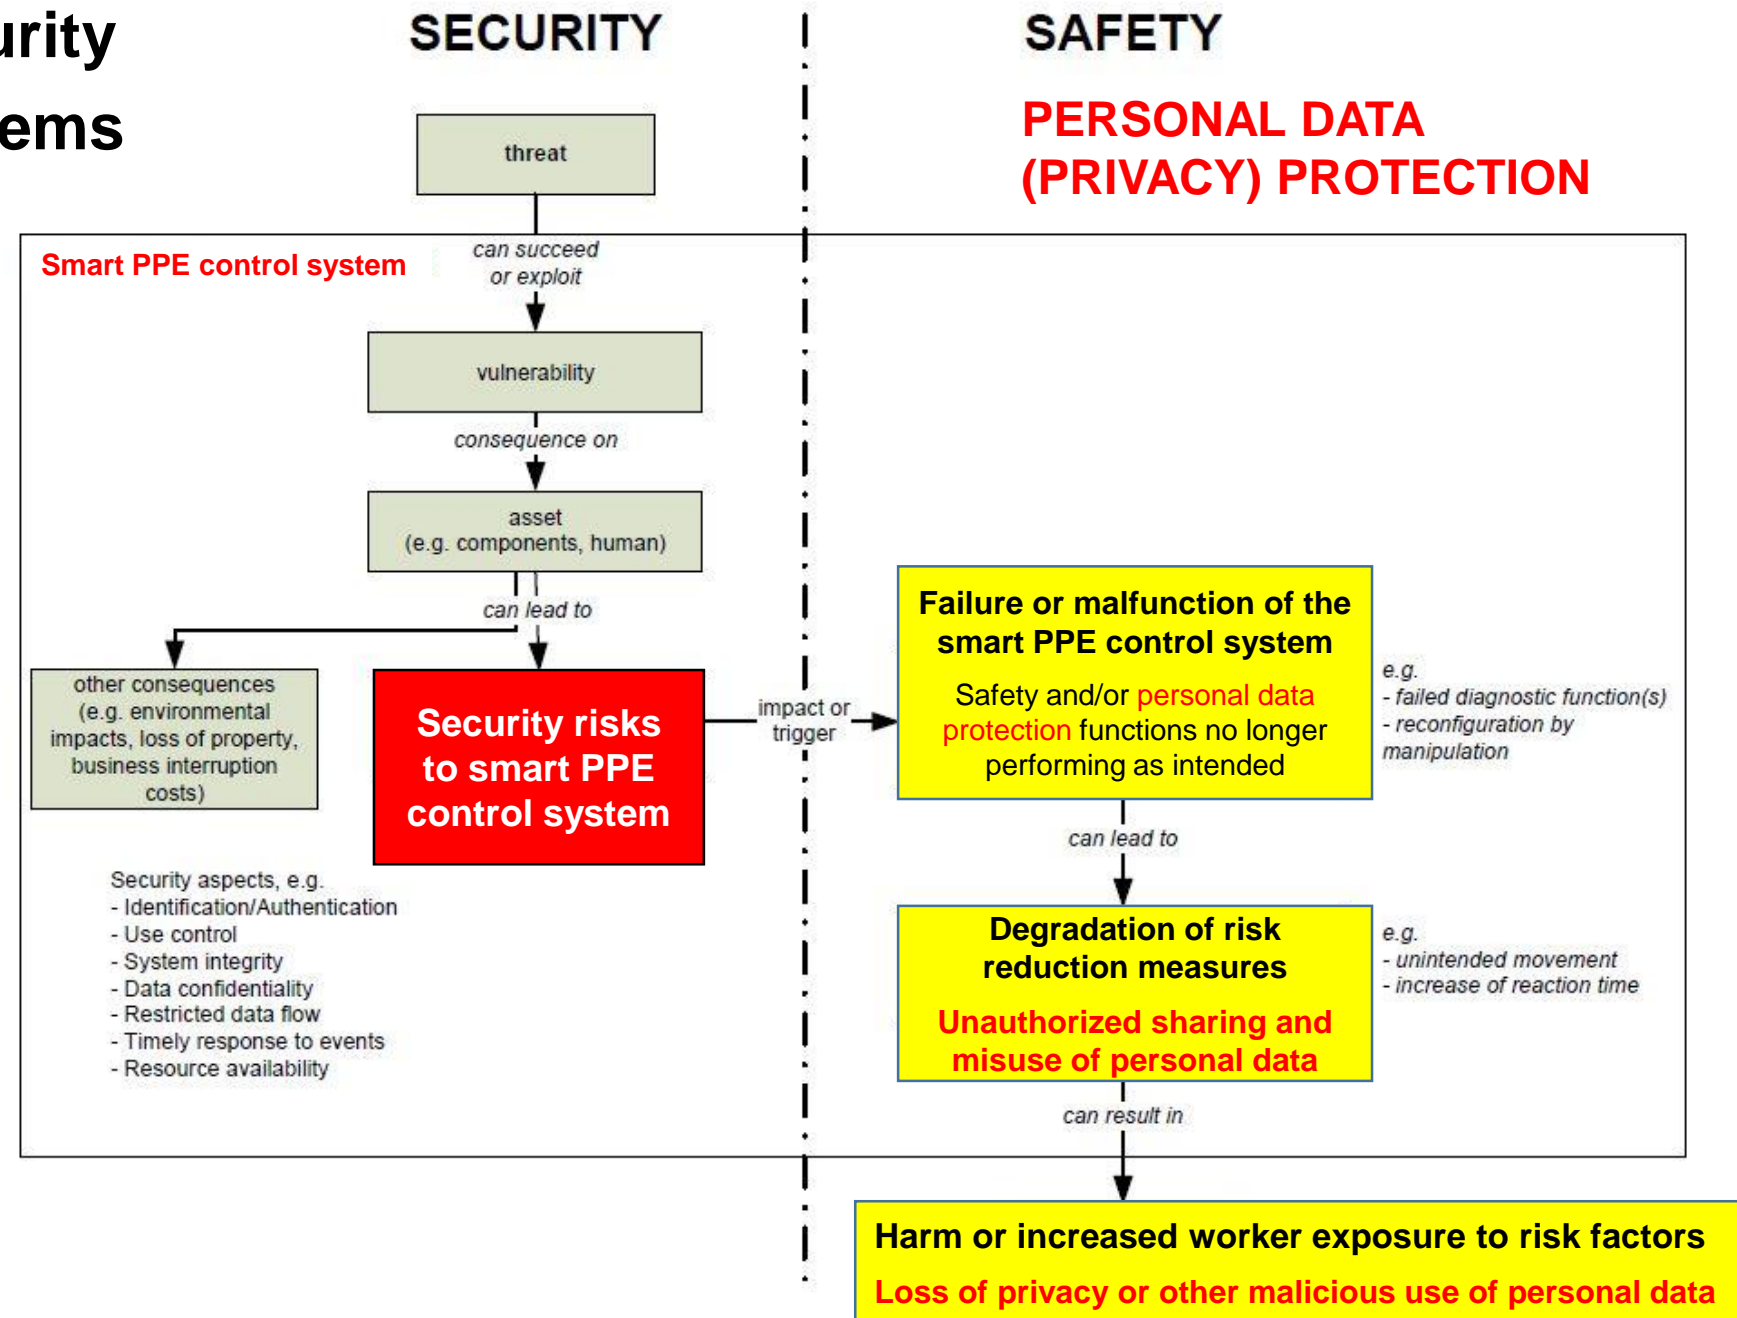 urity
ems
SECURITY
SAFETY
PERSONAL DATA
(PRIVACY) PROTECTION
threat
can succeed
or exploit
Smart PPE control system
vulnerability
consequence on
asset
(e.g. components, human)
can lead to
other consequences
(e.g. environmental
impacts, loss of property,
business interruption
costs)
Security risks
to smart PPE
control system
impact or
trigger
Failure or malfunction of the
smart PPE control system
Safety and/or personal data
protection functions no longer
performing as intended
e.g.
- failed diagnostic function(s)
- reconfiguration by
manipulation
can lead to
Security aspects, e.g.
- Identification/Authentication
- Use control
- System integrity
- Data confidentiality
- Restricted data flow
- Timely response to events
- Resource availability
Degradation of risk
reduction measures
Unauthorized sharing and
misuse of personal data
e.g.
- unintended movement
- increase of reaction time
can result in
Harm or increased worker exposure to risk factors
Loss of privacy or other malicious use of personal data